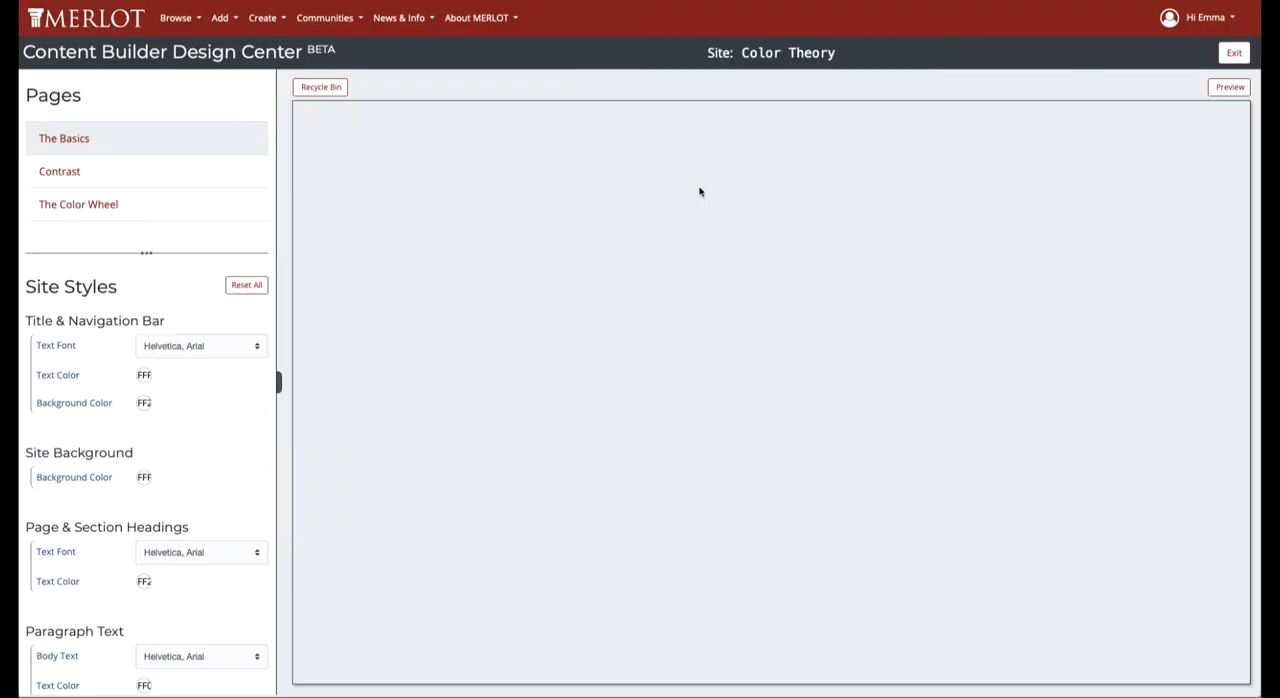 MERLOT Browse Add Create Communities News & Info About MERLOT Hi Emma
Content Builder Design Center BETA Site: Color Theory Exit
Pages Recycle Bin Preview
The Basics
Contrast
The Color Wheel
Site Styles Reset All
Title & Navigation Bar
Text Font Helvetica, Arial
Text Color FFF
Background Color FF2
Site Background
Background Color FFF
Page & Section Headings
Text Font Helvetica, Arial
Text Color FF2
Paragraph Text
Body Text Helvetica, Arial
Text Color FF0